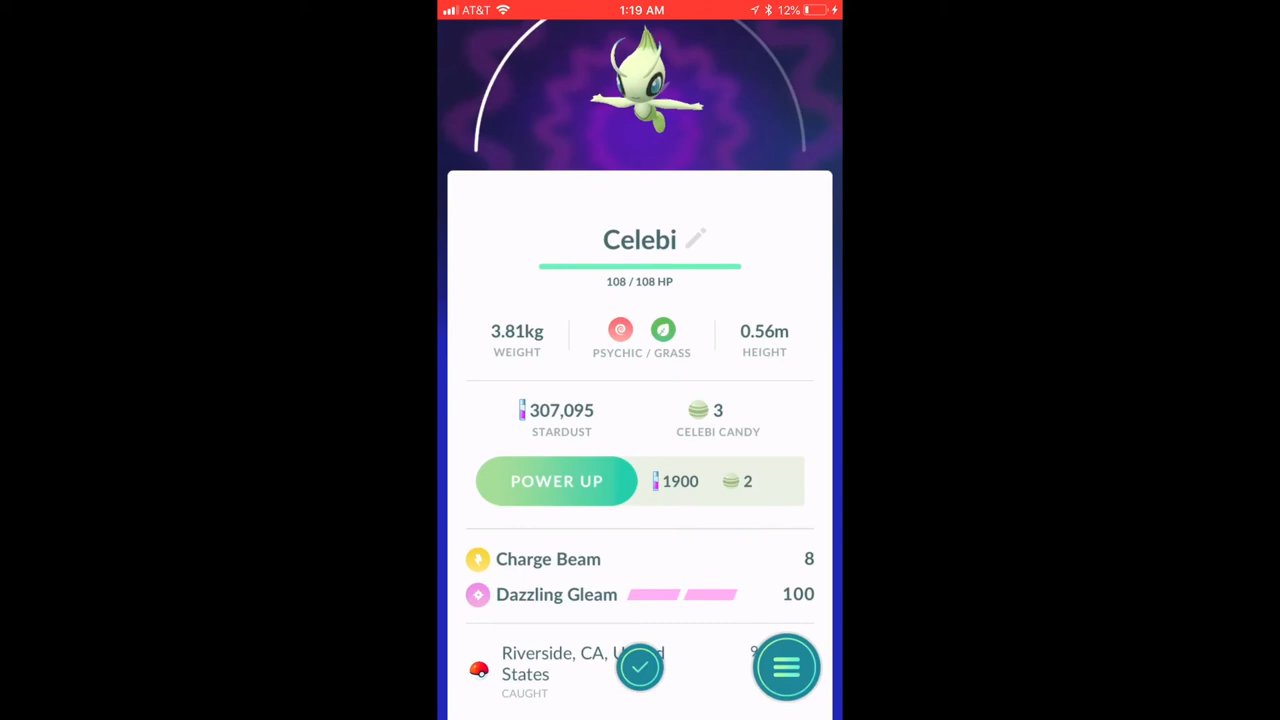 AT&T 1:19 AM 12%
Celebi
108 / 108 HP
3.81kg 0.56m
WEIGHT PSYCHIC / GRASS HEIGHT
307,095 3
STARDUST CELEBI CANDY
POWER UP 1900 2
Charge Beam 8
Dazzling Gleam 100
Riverside, CA,
States
CAUGHT